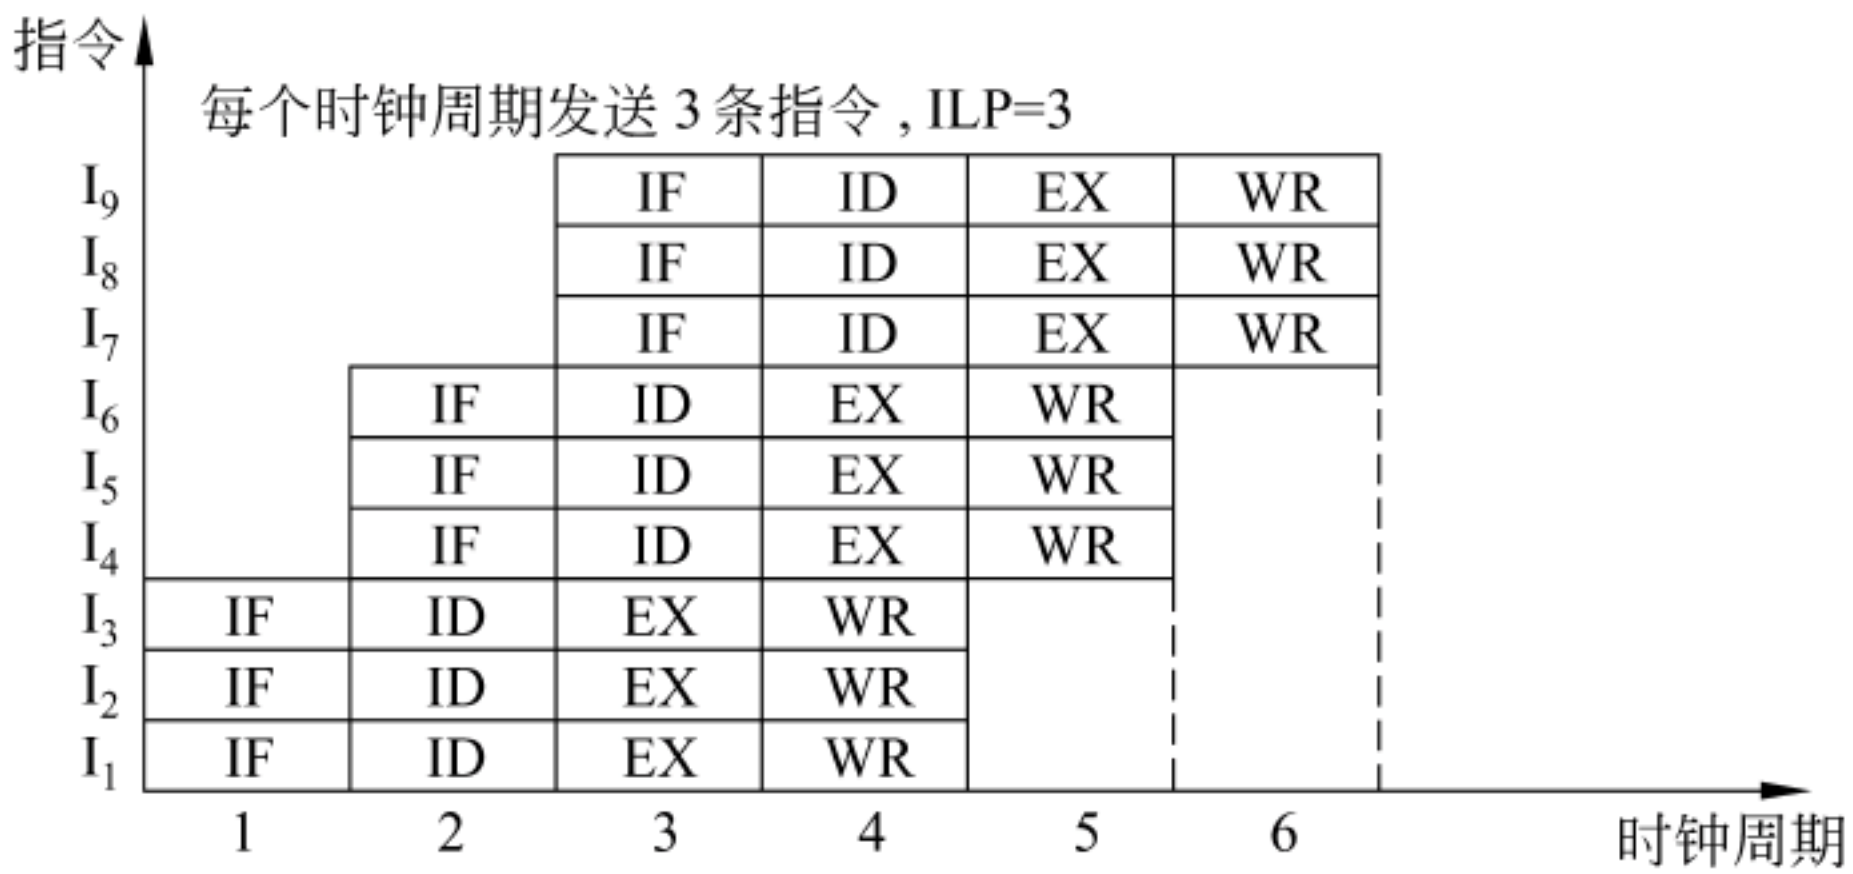 指令
每个时钟周期发送 3 条指令 , ILP=3
I9 IF ID EX WR
I8 IF ID EX WR
I7 IF ID EX WR
I6 IF ID EX WR
I5 IF ID EX WR
I4 IF ID EX WR
I3 IF ID EX WR
I2 IF ID EX WR
I1 IF ID EX WR
1 2 3 4 5 6
时钟周期